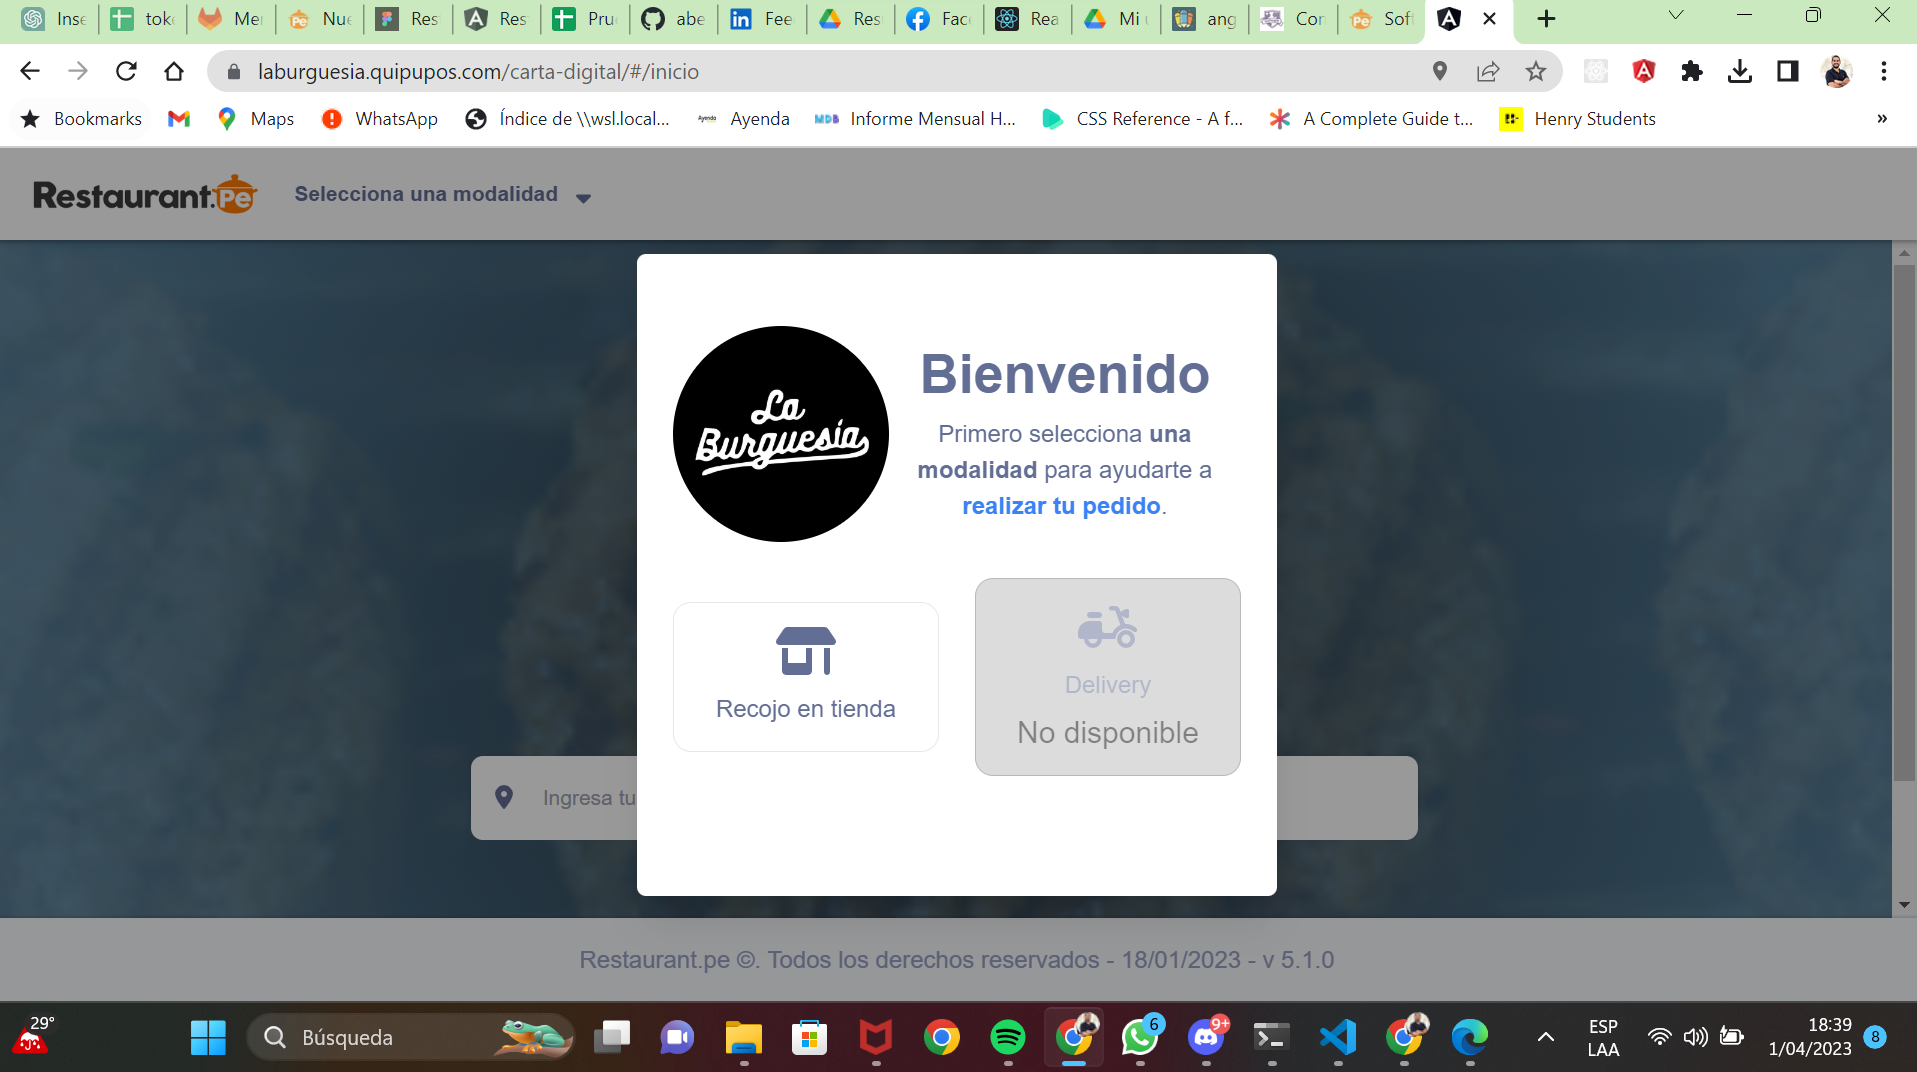 Inse
toke
Mer
Nue
Res
Res
Pru
abe
Fee
Res
Fac
Rea
Mi u
ang
Cor
Sof
laburguesia.quipupos.com/carta-digital/#/inicio
Bookmarks
Maps
WhatsApp
Índice de \\wsl.local...
Ayenda
Informe Mensual H...
CSS Reference - A f...
A Complete Guide t...
Henry Students
»
Restaurant.Pe
Selecciona una modalidad
La
Burguesía
Bienvenido
Primero selecciona una
modalidad para ayudarte a
realizar tu pedido.
Recojo en tienda
Delivery
No disponible
Ingresa tu
Restaurant.pe ©. Todos los derechos reservados - 18/01/2023 - v 5.1.0
29°
Búsqueda
6
9+
ESP
LAA
18:39
1/04/2023
8